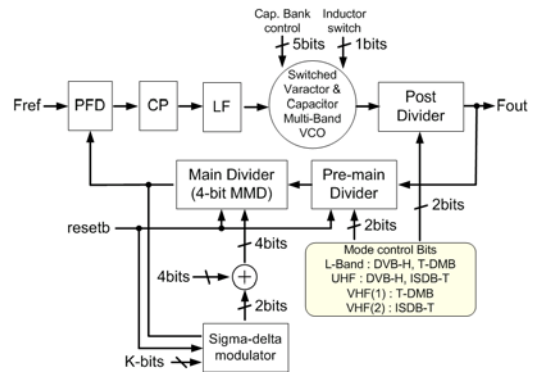 Cap. Bank
control
Inductor
switch
5bits
1bits
Fref
PFD
CP
LF
Switched
Varactor &
Capacitor
Multi-Band
VCO
Post
Divider
Fout
Main Divider
(4-bit MMD)
Pre-main
Divider
2bits
resetb
2bits
4bits
4bits
+
2bits
Mode control Bits
L-Band : DVB-H, T-DMB
UHF : DVB-H, ISDB-T
VHF(1) : T-DMB
VHF(2) : ISDB-T
Sigma-delta
modulator
K-bits